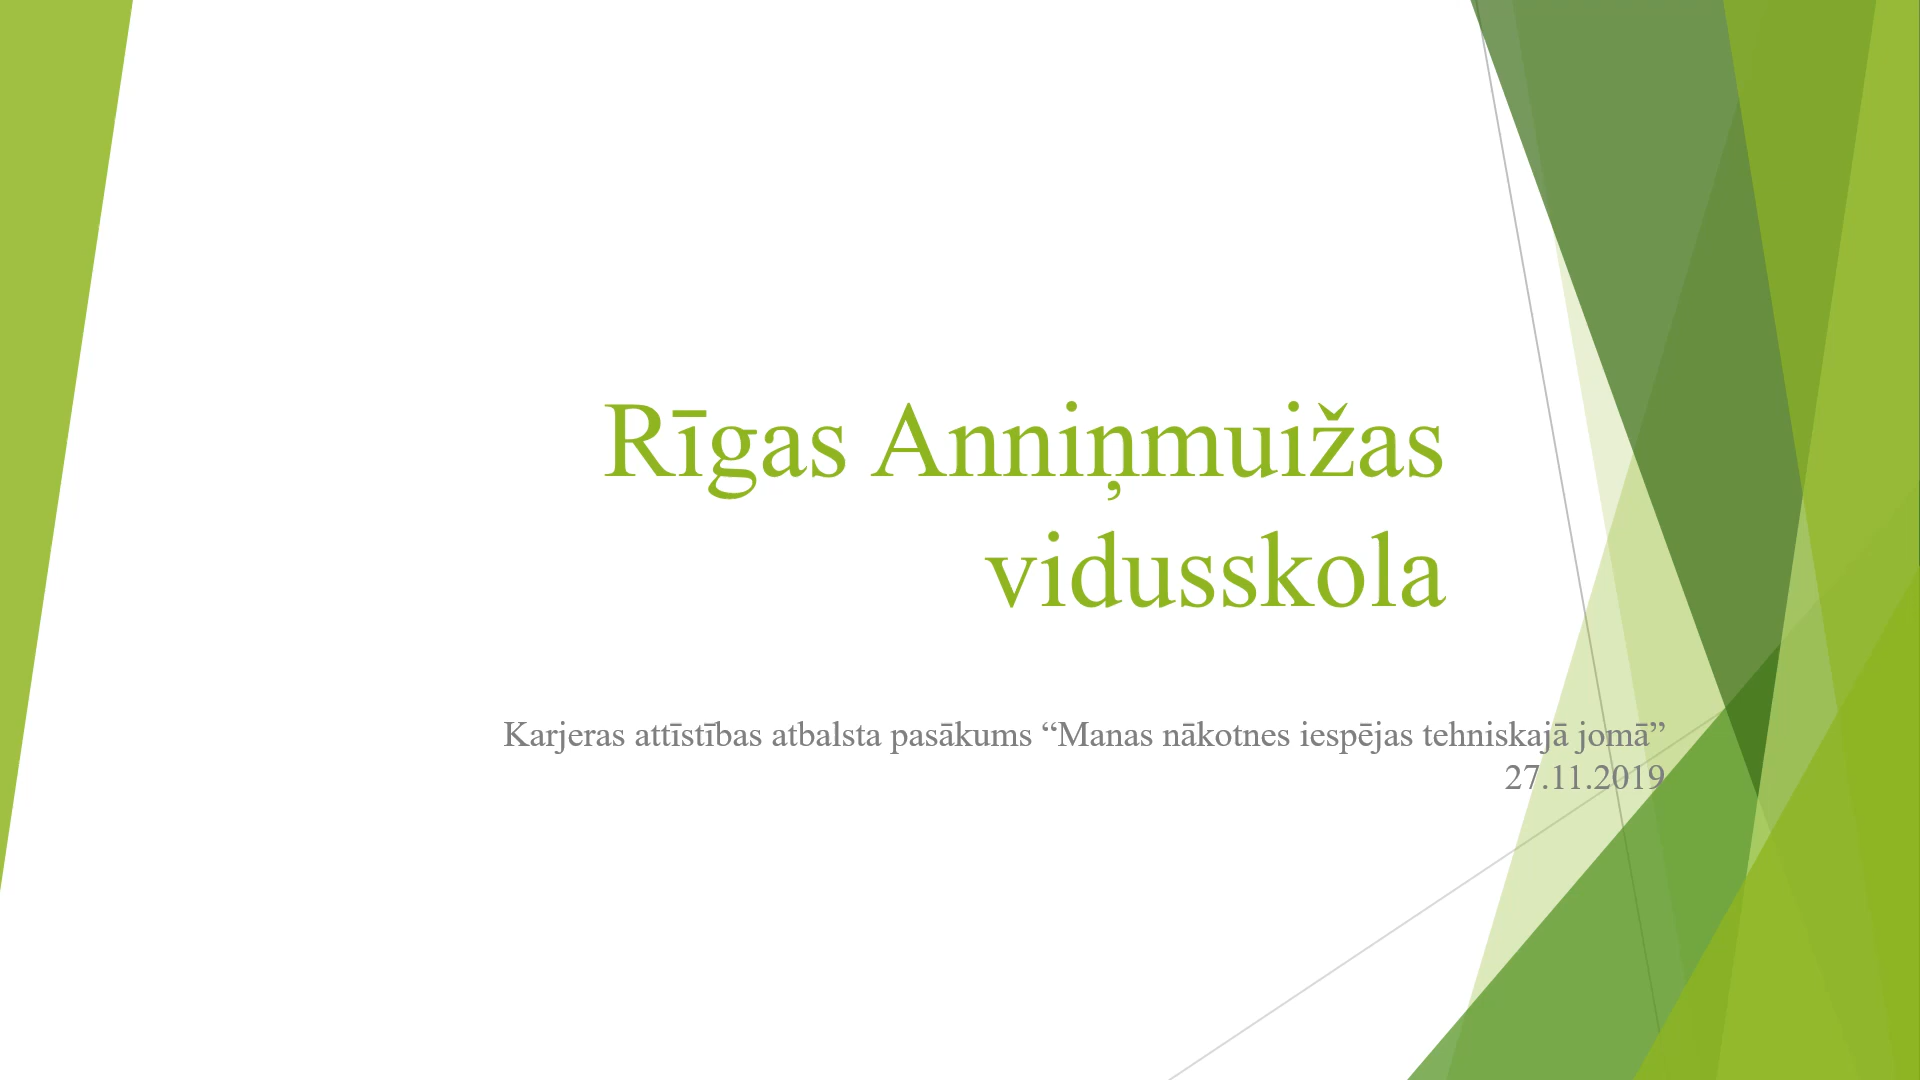 Rīgas Anniņmuižas
vidusskola
Karjeras attīstības atbalsta pasākums “Manas nākotnes iespējas tehniskajā jomā”
27.11.2019